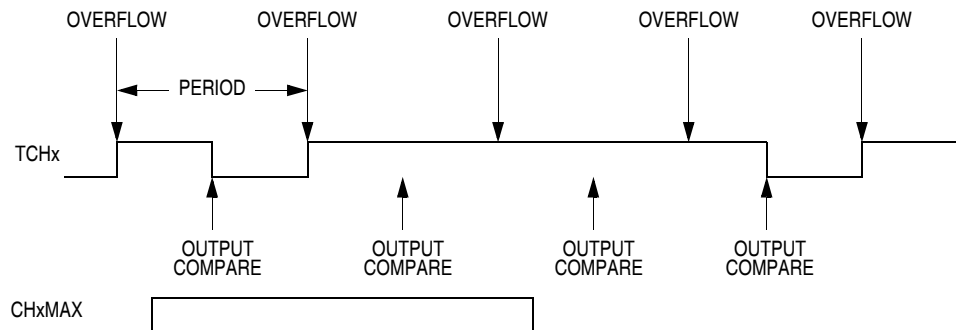 OVERFLOW OVERFLOW OVERFLOW OVERFLOW OVERFLOW
PERIOD
TCHx
OUTPUT COMPARE
OUTPUT COMPARE
OUTPUT COMPARE
OUTPUT COMPARE
CHxMAX